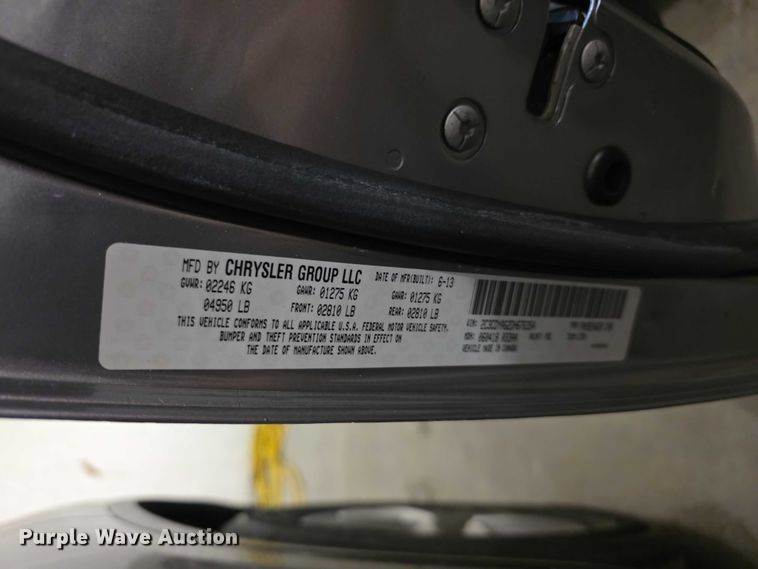 MFD BY CHRYSLER GROUP LLC DATE OF MFR(BUILT): 6-13
GVWR: 02246 KG GAWR: 01275 KG GAWR: 01275 KG
04950 LB FRONT: 02810 LB REAR: 02810 LB
THIS VEHICLE CONFORMS TO ALL APPLICABLE U.S.A. FEDERAL MOTOR VEHICLE SAFETY,
BUMPER AND THEFT PREVENTION STANDARDS IN EFFECT ON
THE DATE OF MANUFACTURE SHOWN ABOVE.
VIN:
MDH: 060418
VEHICLE MADE IN CANADA
Purple Wave Auction